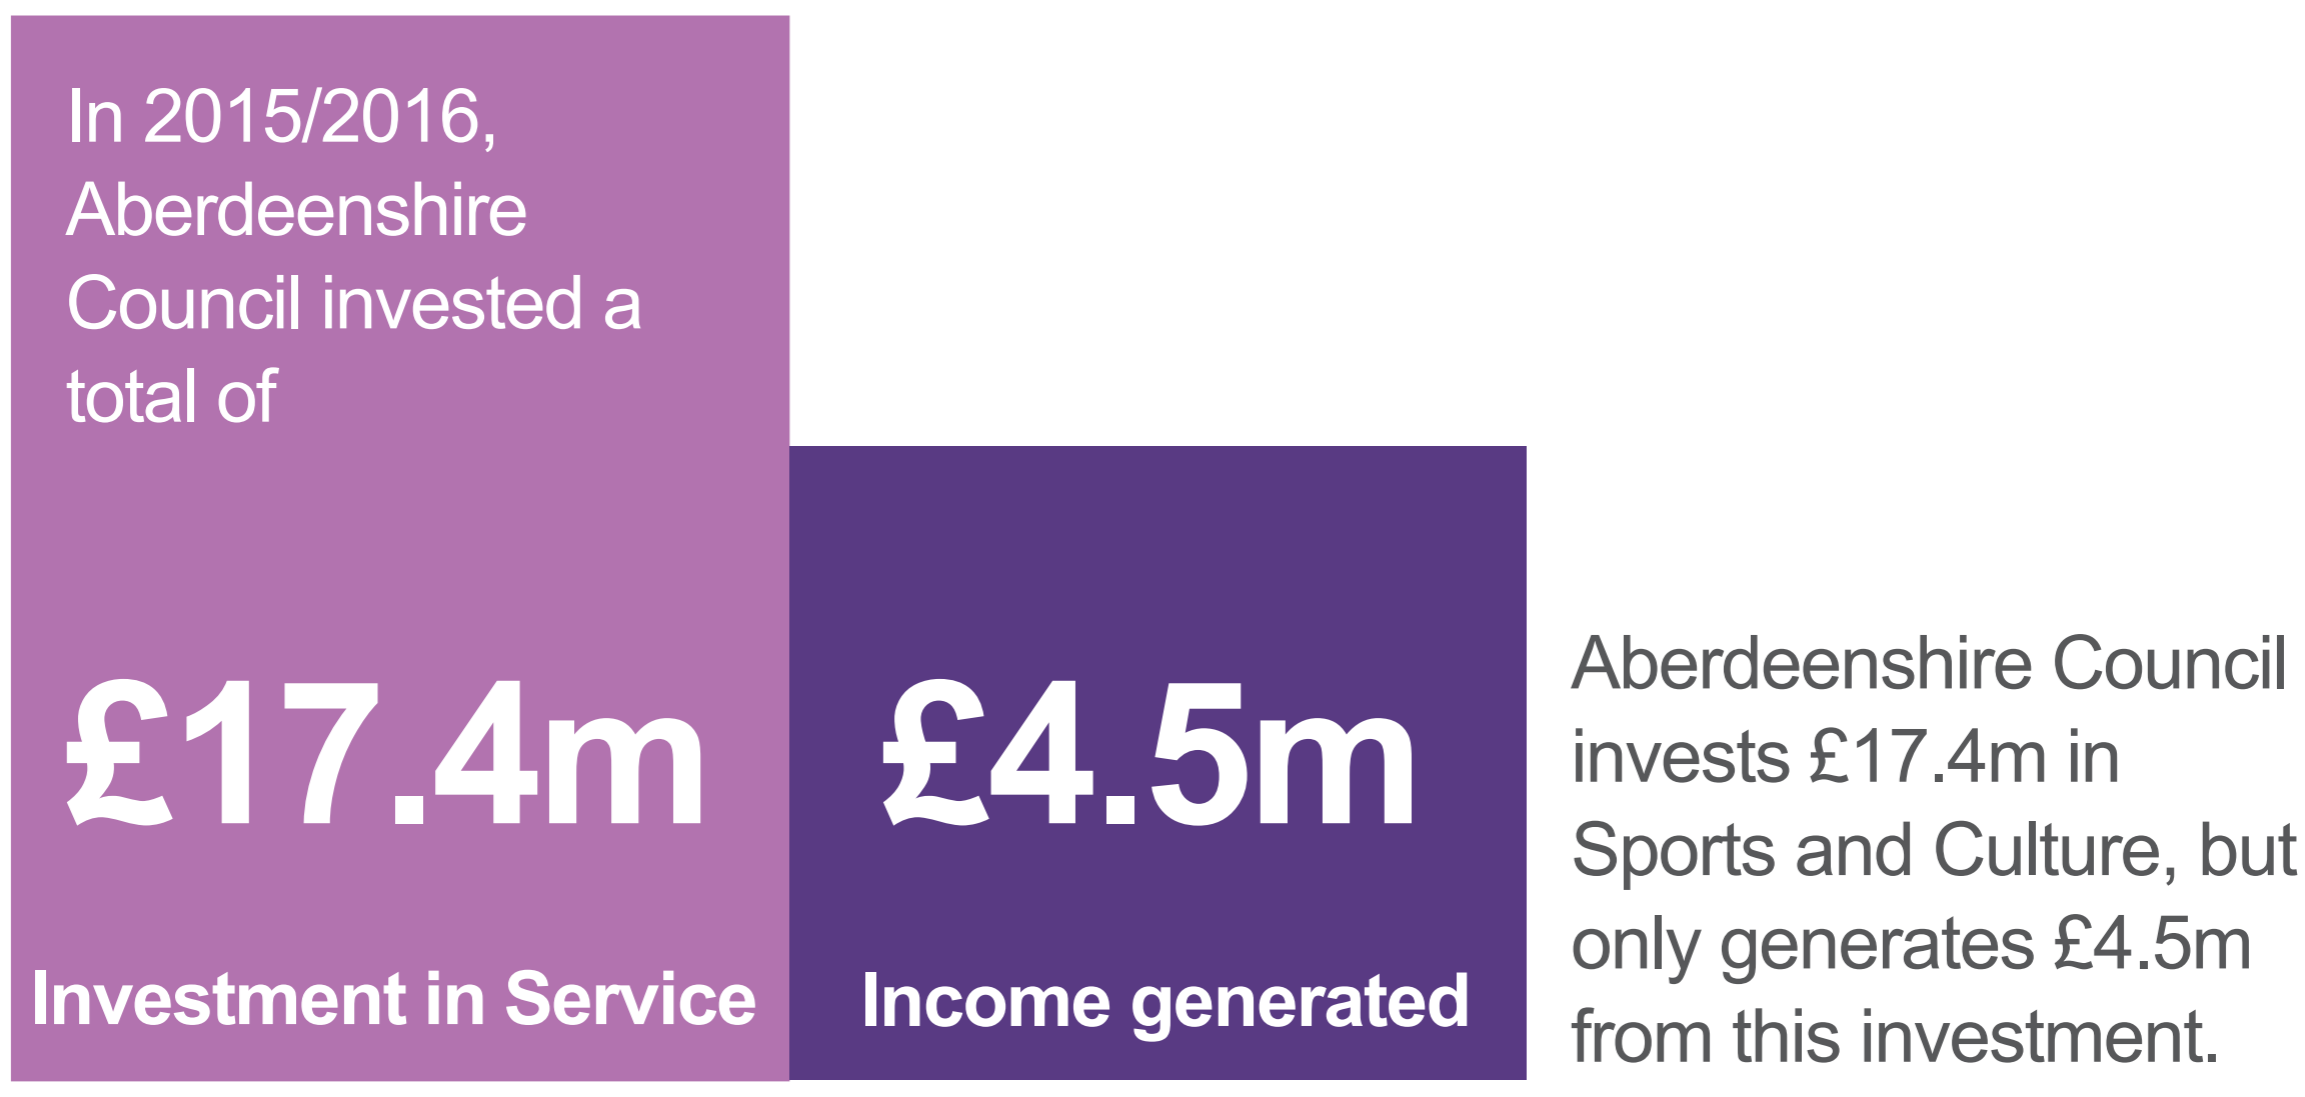 In 2015/2016,
Aberdeenshire
Council invested a
total of
£17.4m
Investment in Service
£4.5m
Income generated
Aberdeenshire Council
invests £17.4m in
Sports and Culture, but
only generates £4.5m
from this investment.